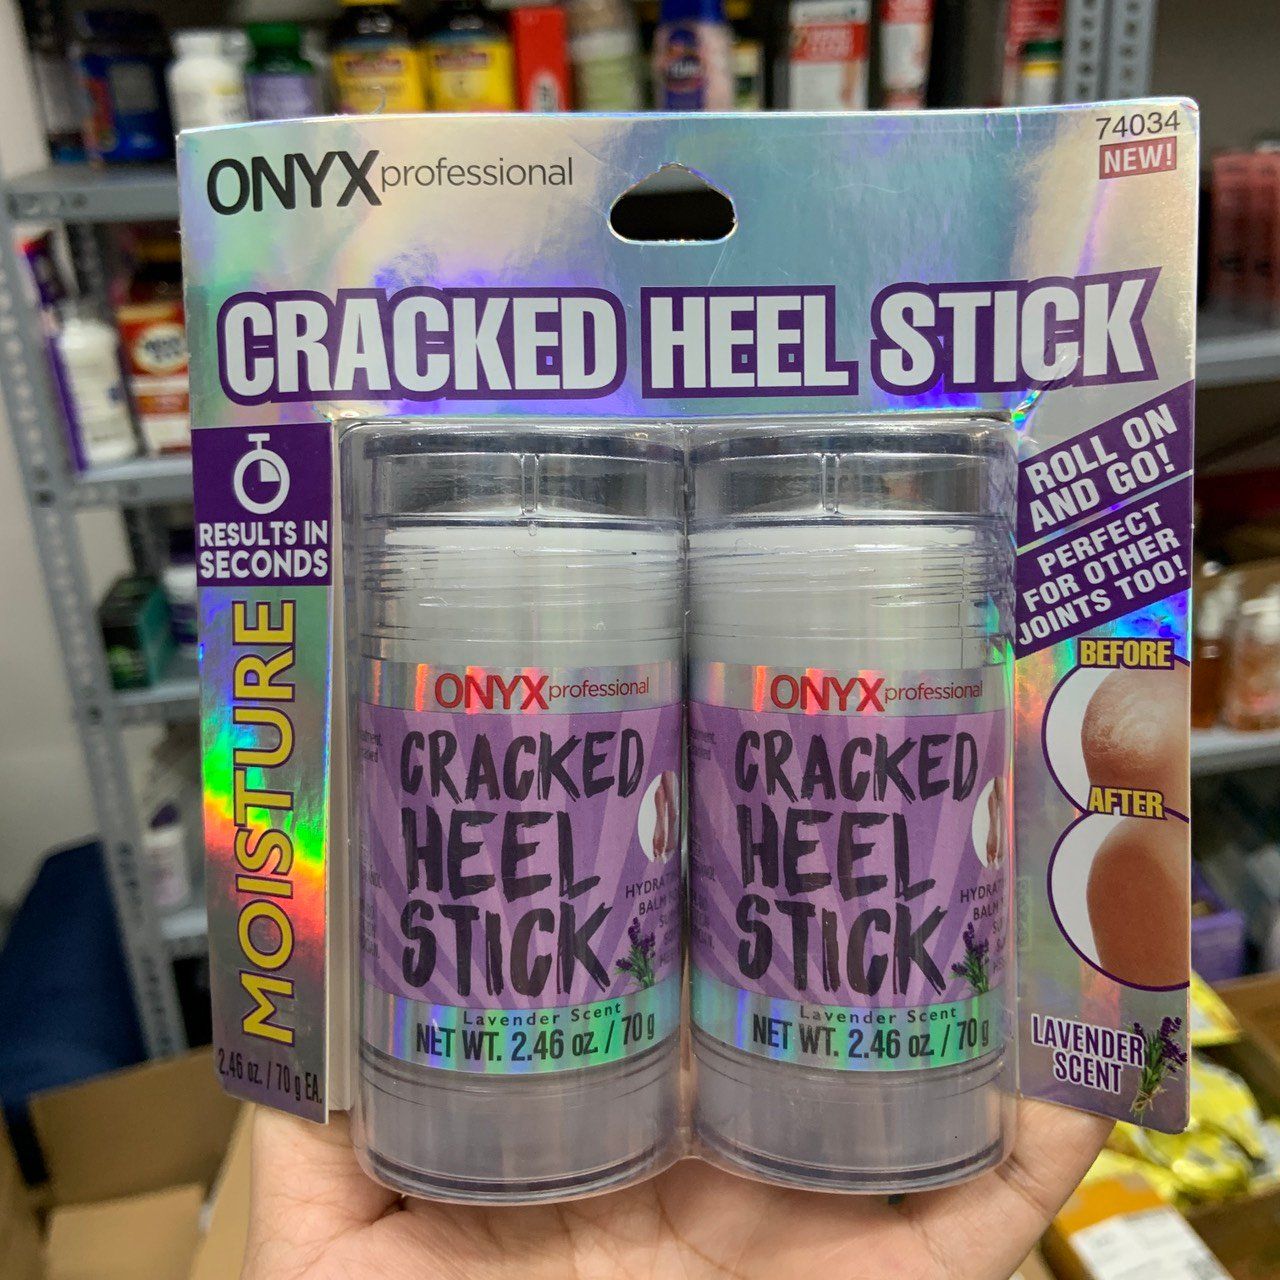 ONYX professional
74034
NEW!
CRACKED HEEL STICK
RESULTS IN
SECONDS
MOISTURE
2.46 oz. / 70 g EA.
ROLL ON
AND GO!
PERFECT
FOR OTHER
JOINTS TOO!
BEFORE
AFTER
LAVENDER
SCENT
ONYX professional
CRACKED
HEEL
STICK
BALM
Lavender Scent
NET WT. 2.46 oz. / 70 g
ONYX professional
CRACKED
HEEL
STICK
BALM
Lavender Scent
NET WT. 2.46 oz. / 70 g